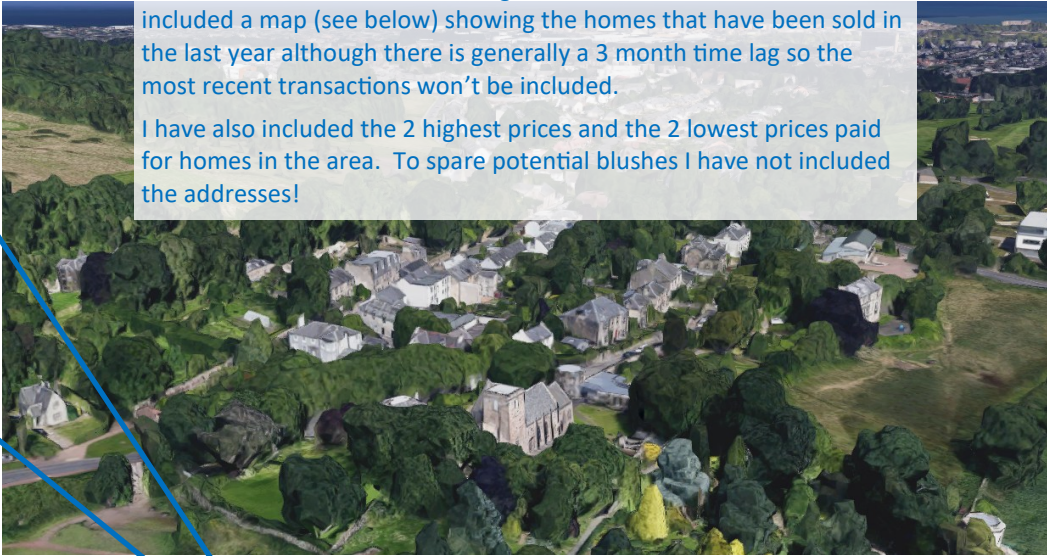 included a map (see below) showing the homes that have been sold in
the last year although there is generally a 3 month time lag so the
most recent transactions won’t be included.
I have also included the 2 highest prices and the 2 lowest prices paid
for homes in the area.  To spare potential blushes I have not included
the addresses!